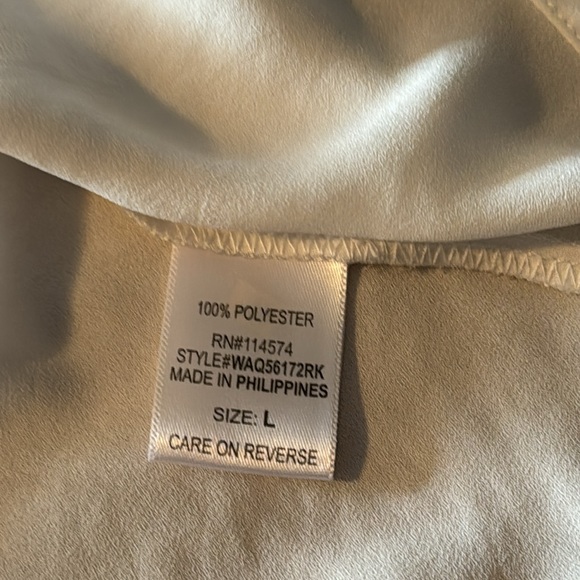 100% POLYESTER
RN#114574
STYLE#WAQ56172RK
MADE IN PHILIPPINES
SIZE: L
CARE ON REVERSE